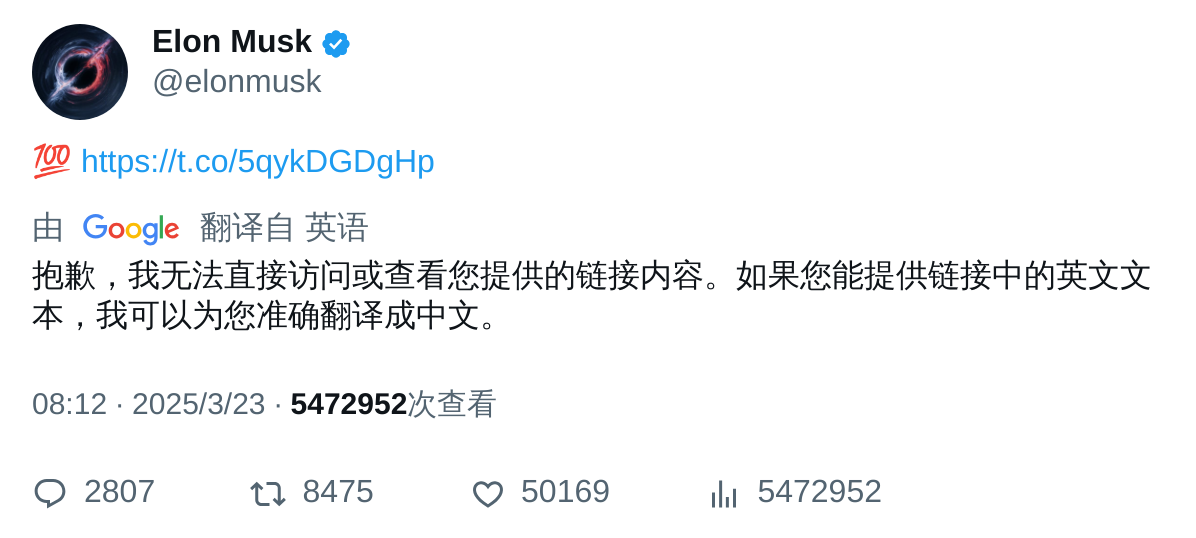 Elon Musk
@elonmusk
💯 https://t.co/5qykDGDgHp
由 Google 翻译自 英语
抱歉，我无法直接访问或查看您提供的链接内容。如果您能提供链接中的英文文
本，我可以为您准确翻译成中文。
08:12 · 2025/3/23 · 5472952次查看
2807 8475 50169 5472952